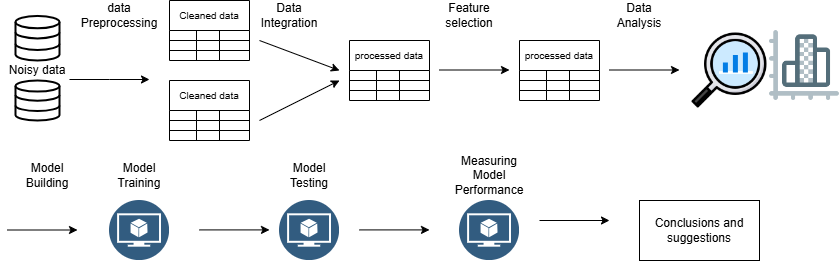 data
Preprocessing
Cleaned data
Data
Integration
Feature
selection
Data
Analysis
Noisy data
Cleaned data
processed data
processed data
Model
Building
Model
Training
Model
Testing
Measuring
Model
Performance
Conclusions and
suggestions